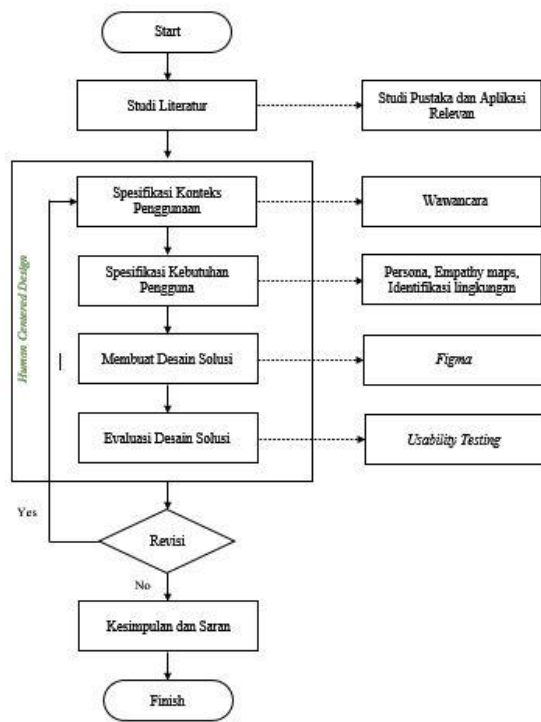 Start
Studi Literatur
Studi Pustaka dan Aplikasi
Relevan
Human Centered Design
Spesifikasi Konteks
Penggunaan
Wawancara
Spesifikasi Kebutuhan
Pengguna
Persona, Empathy maps,
Identifikasi lingkungan
Membuat Desain Solusi
Figma
Evaluasi Desain Solusi
Usability Testing
Yes
Revisi
No
Kesimpulan dan Saran
Finish